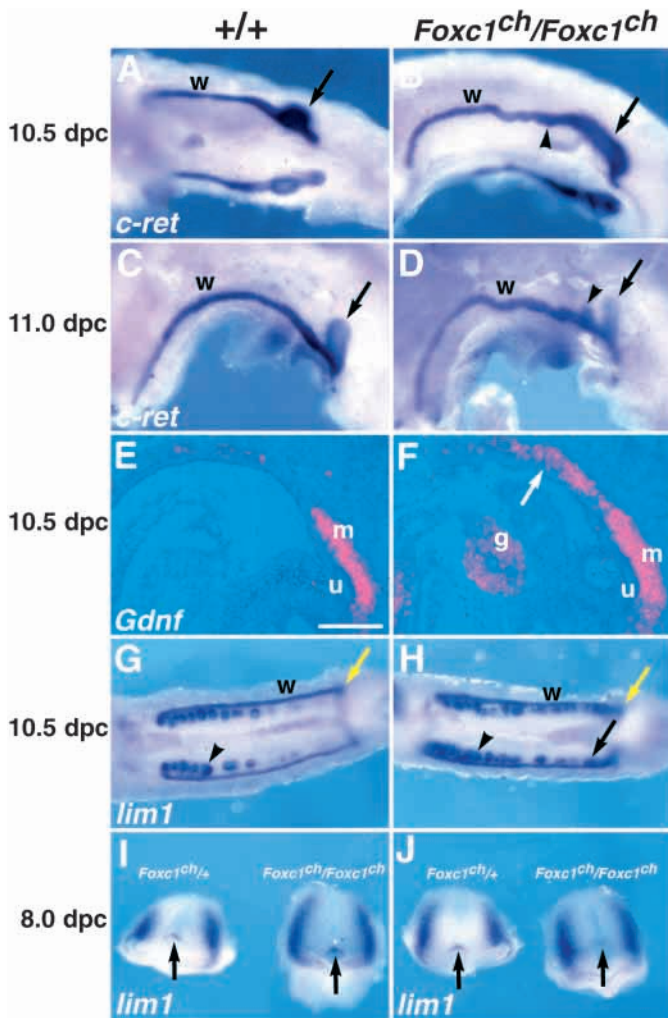 +/+ Foxc1ch/Foxc1ch
A B
w w
10.5 dpc
c-ret
C D
w w
11.0 dpc
c-ret
E F
10.5 dpc
m g m
u u
Gdnf
G H
w w
10.5 dpc
lim1
I J
Foxc1ch/+ Foxc1ch/Foxc1ch Foxc1ch/+ Foxc1ch/Foxc1ch
8.0 dpc
lim1 lim1